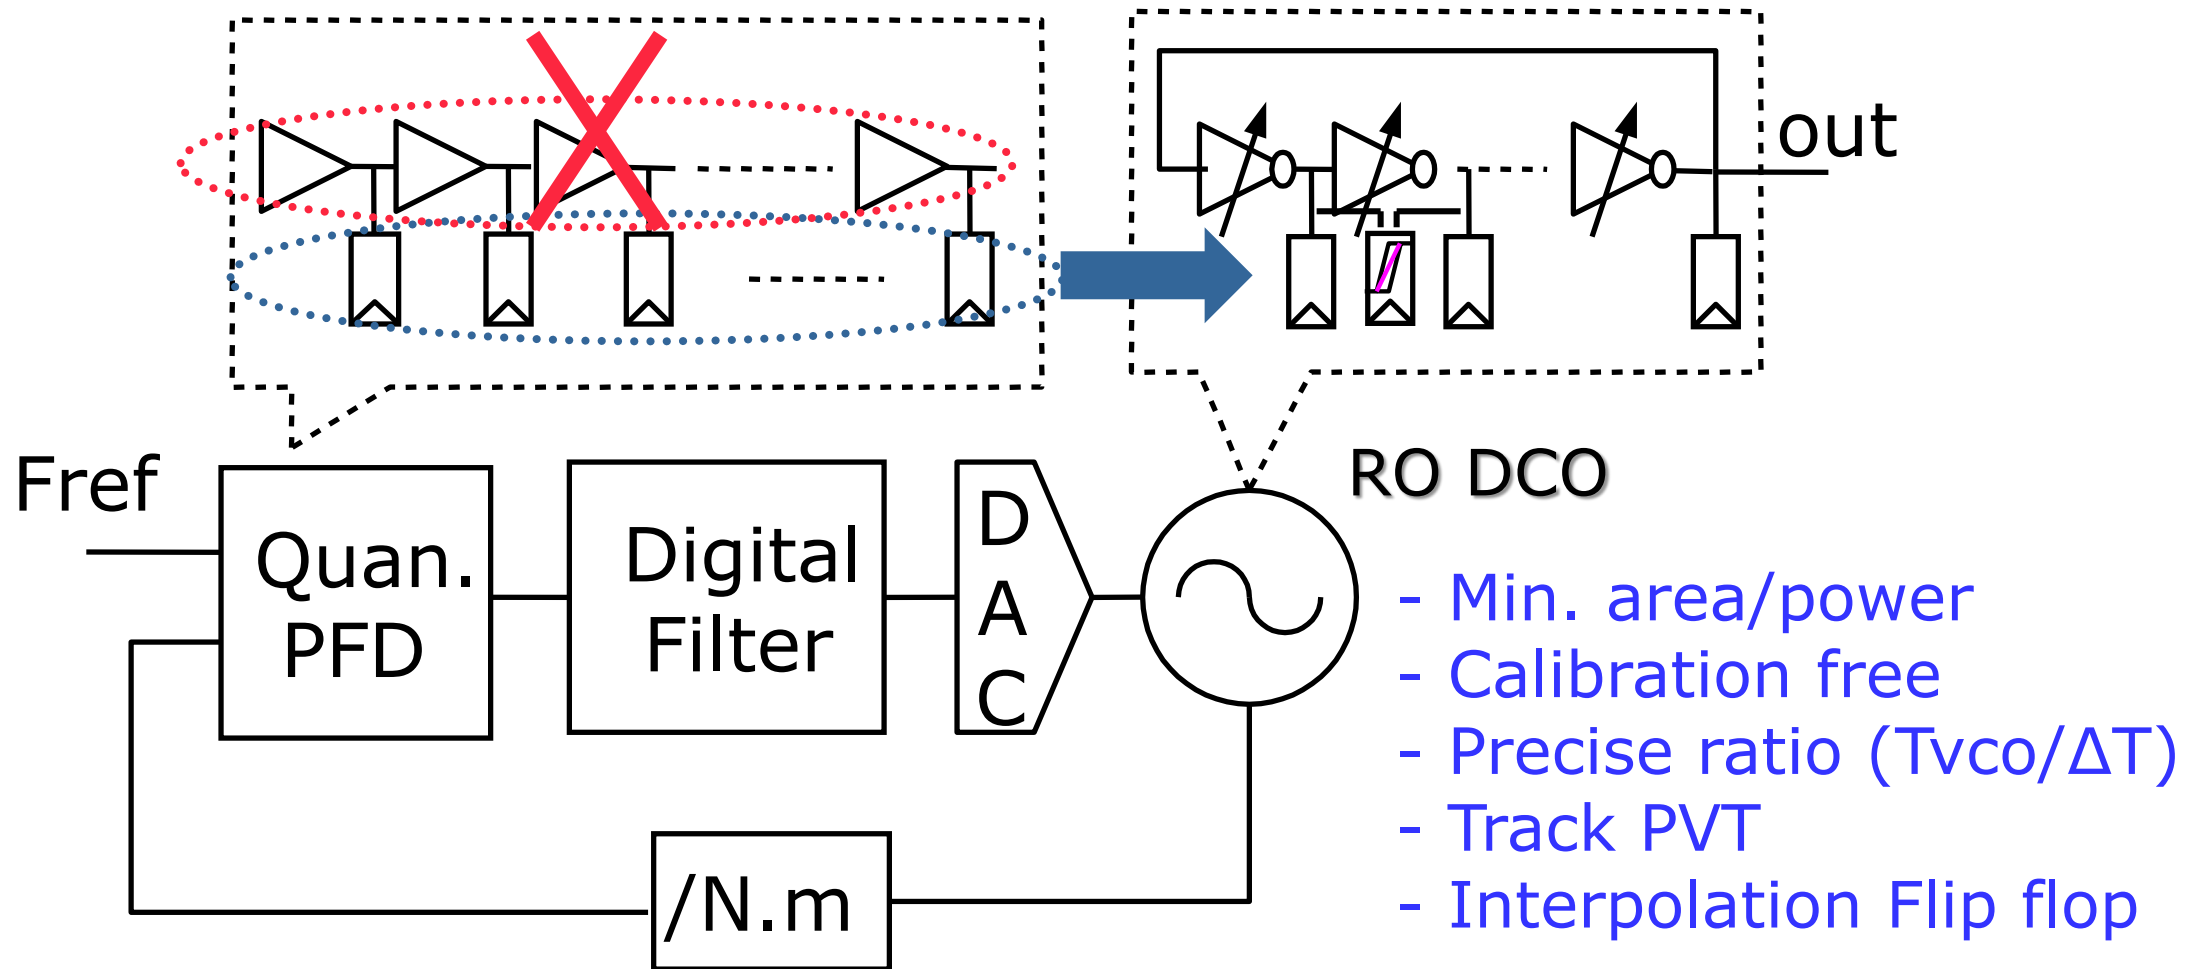 out
Fref
Quan.
PFD
Digital
Filter
D
A
C
RO DCO
- Min. area/power
- Calibration free
- Precise ratio (Tvco/ΔT)
- Track PVT
- Interpolation Flip flop
/N.m